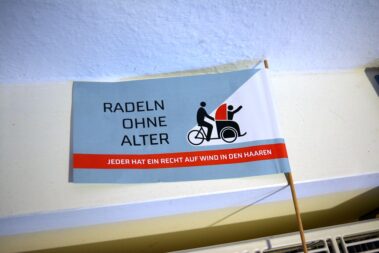 RADELN
OHNE
ALTER
JEDER HAT EIN RECHT AUF WIND IN DEN HAAREN